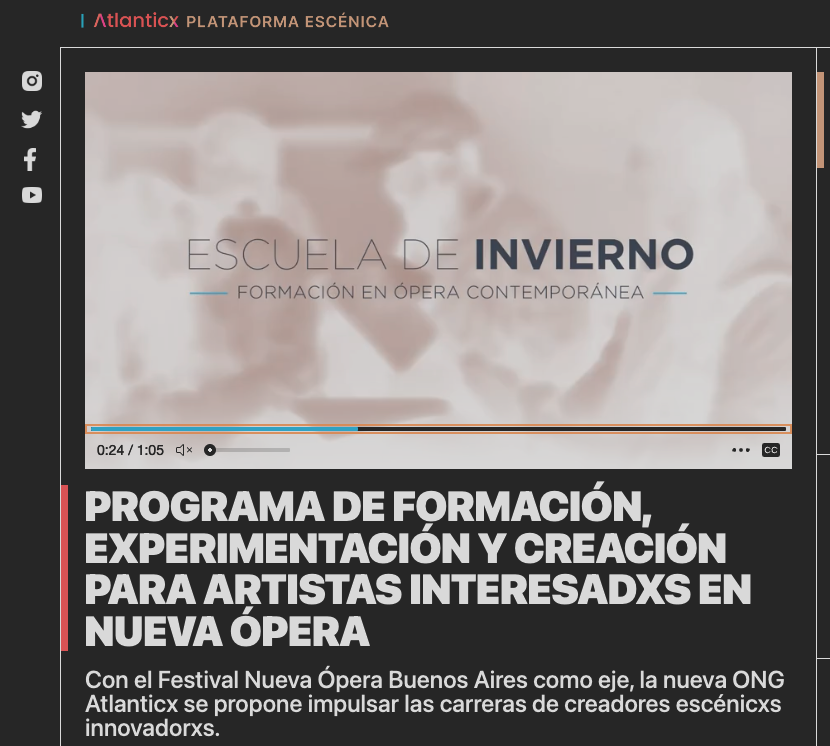 Atlanticx PLATAFORMA ESCÉNICA
ESCUELA DE INVIERNO
FORMACIÓN EN ÓPERA CONTEMPORÁNEA
0:24 / 1:05
CC
PROGRAMA DE FORMACIÓN,
EXPERIMENTACIÓN Y CREACIÓN
PARA ARTISTAS INTERESADXS EN
NUEVA ÓPERA
Con el Festival Nueva Ópera Buenos Aires como eje, la nueva ONG
Atlanticx se propone impulsar las carreras de creadores escénicxs
innovadorxs.